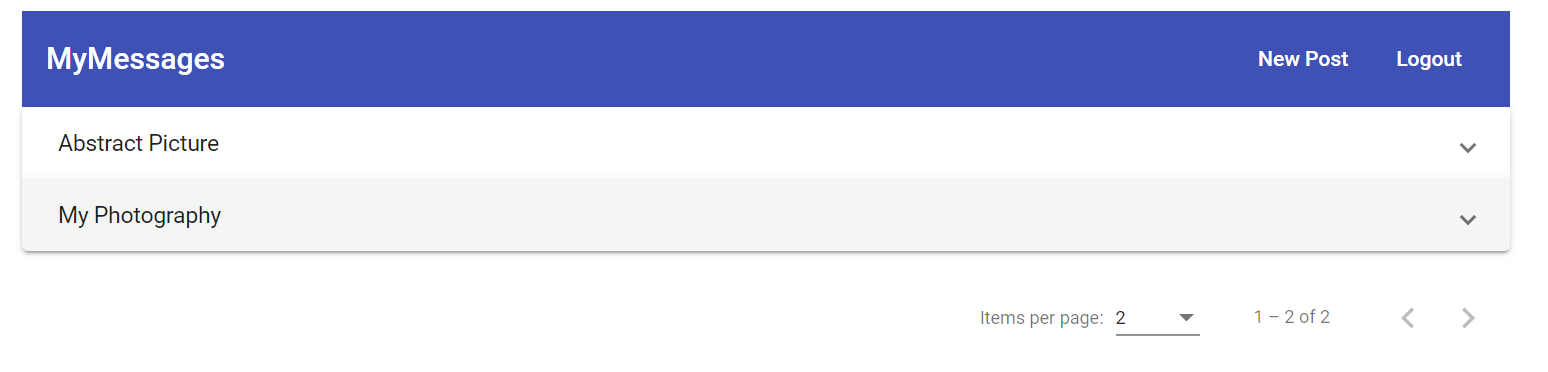 MyMessages New Post Logout
Abstract Picture
My Photography
Items per page: 2 1 – 2 of 2